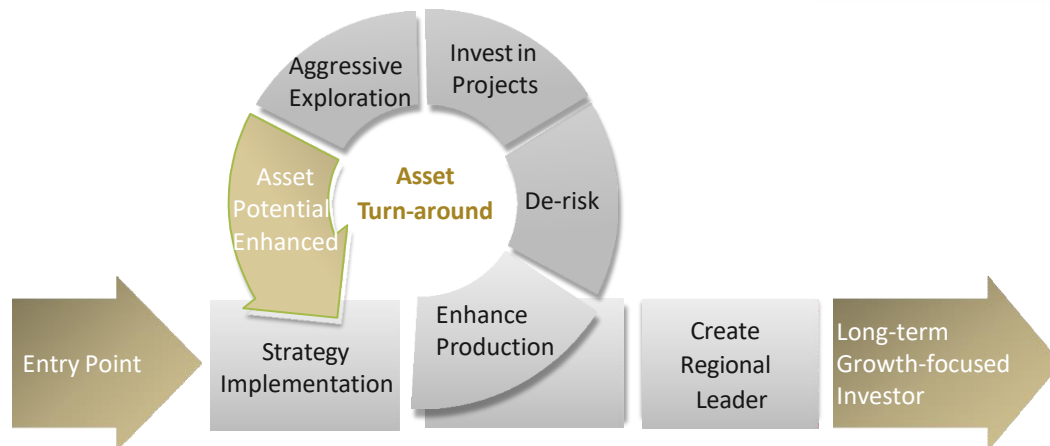 Aggressive
Exploration
Invest in
Projects
Asset
Potential
Enhanced
Asset
Turn-around
De-risk
Entry Point
Strategy
Implementation
Enhance
Production
Create
Regional
Leader
Long-term
Growth-focused
Investor